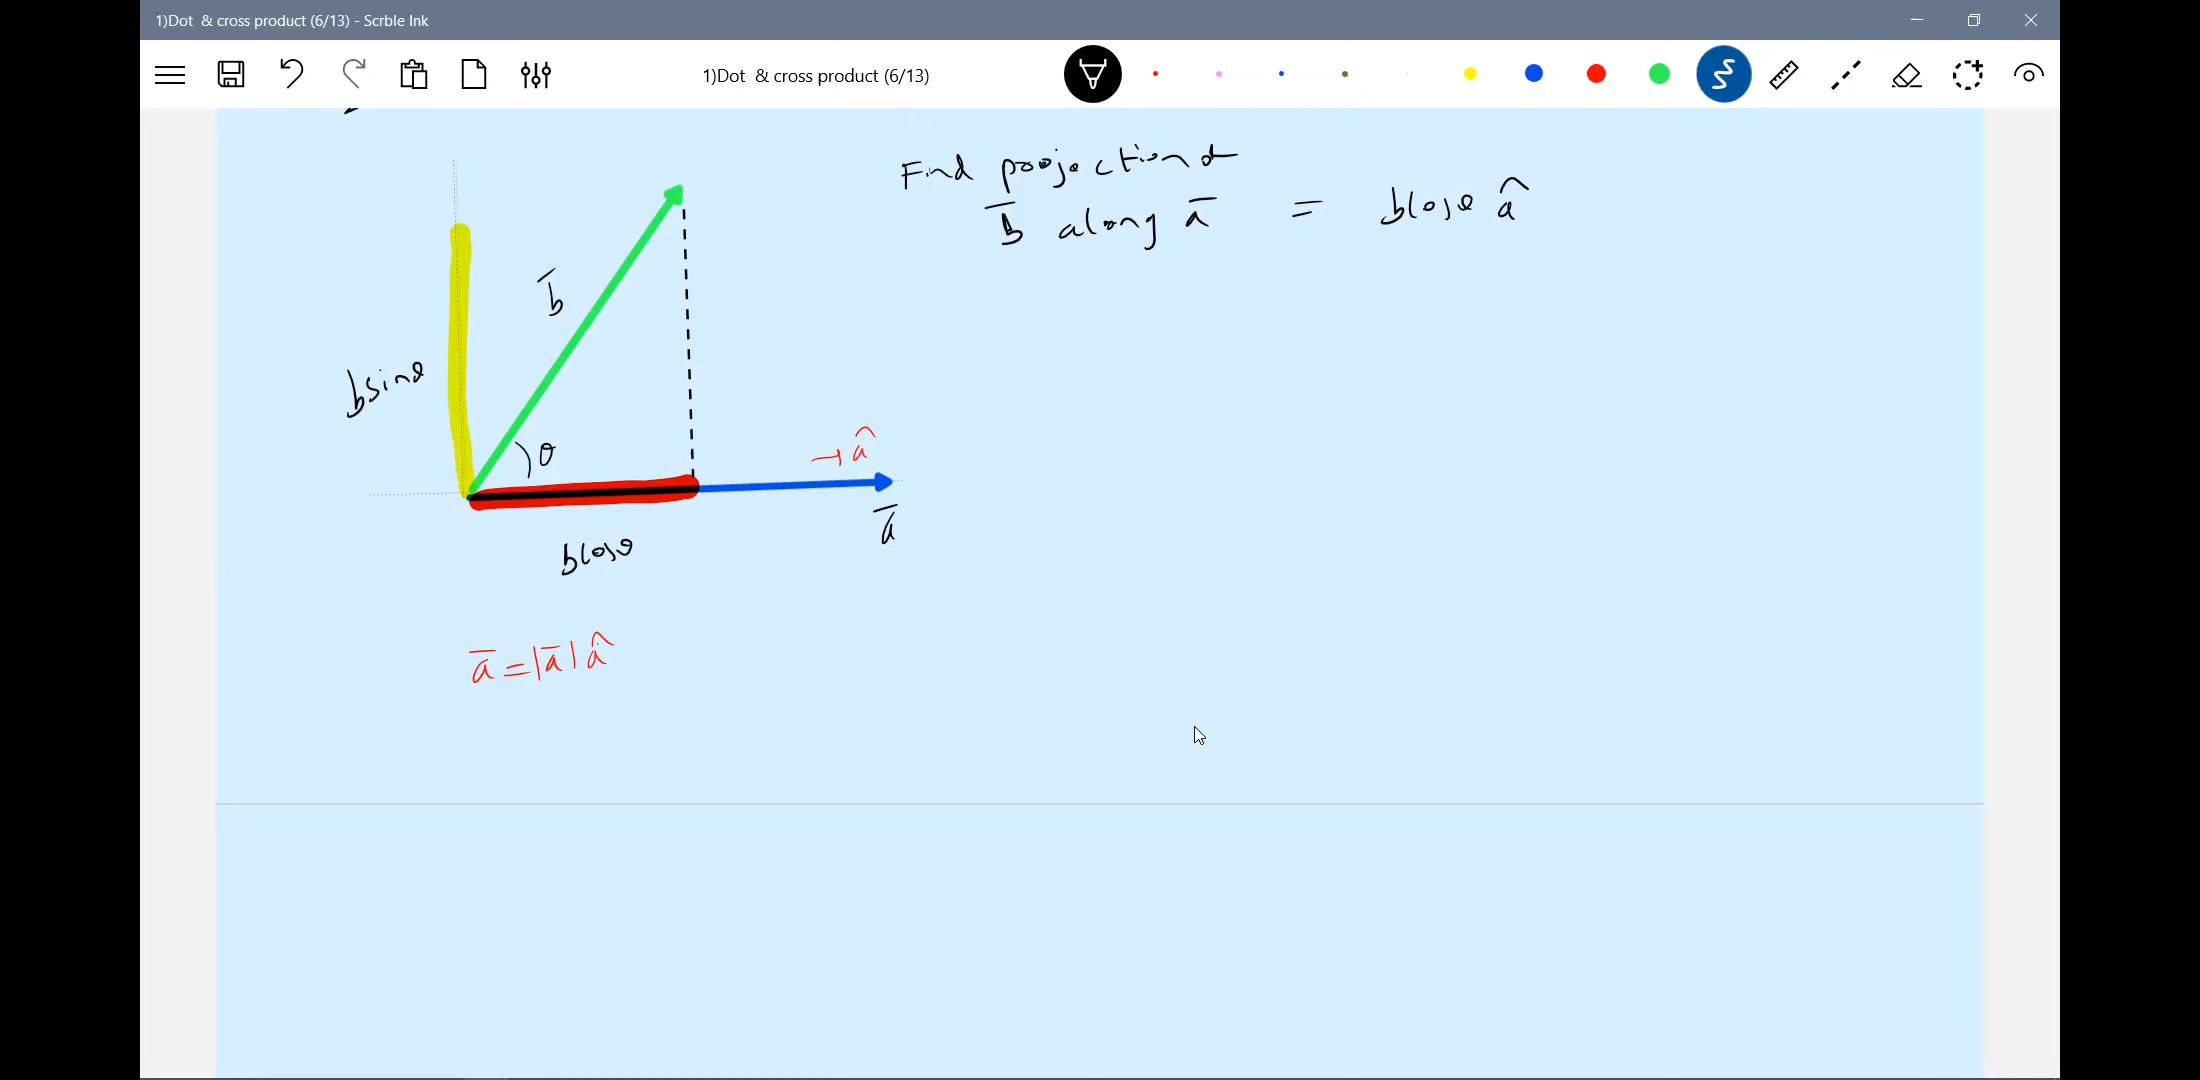 1)Dot & cross product (6/13) - Scrble Ink
1)Dot & cross product (6/13)
Find projection of
b̅ along a̅ = bcosθ â
b̅
bsinθ
θ
→ â
a̅
bcosθ
a̅ = |a̅| â